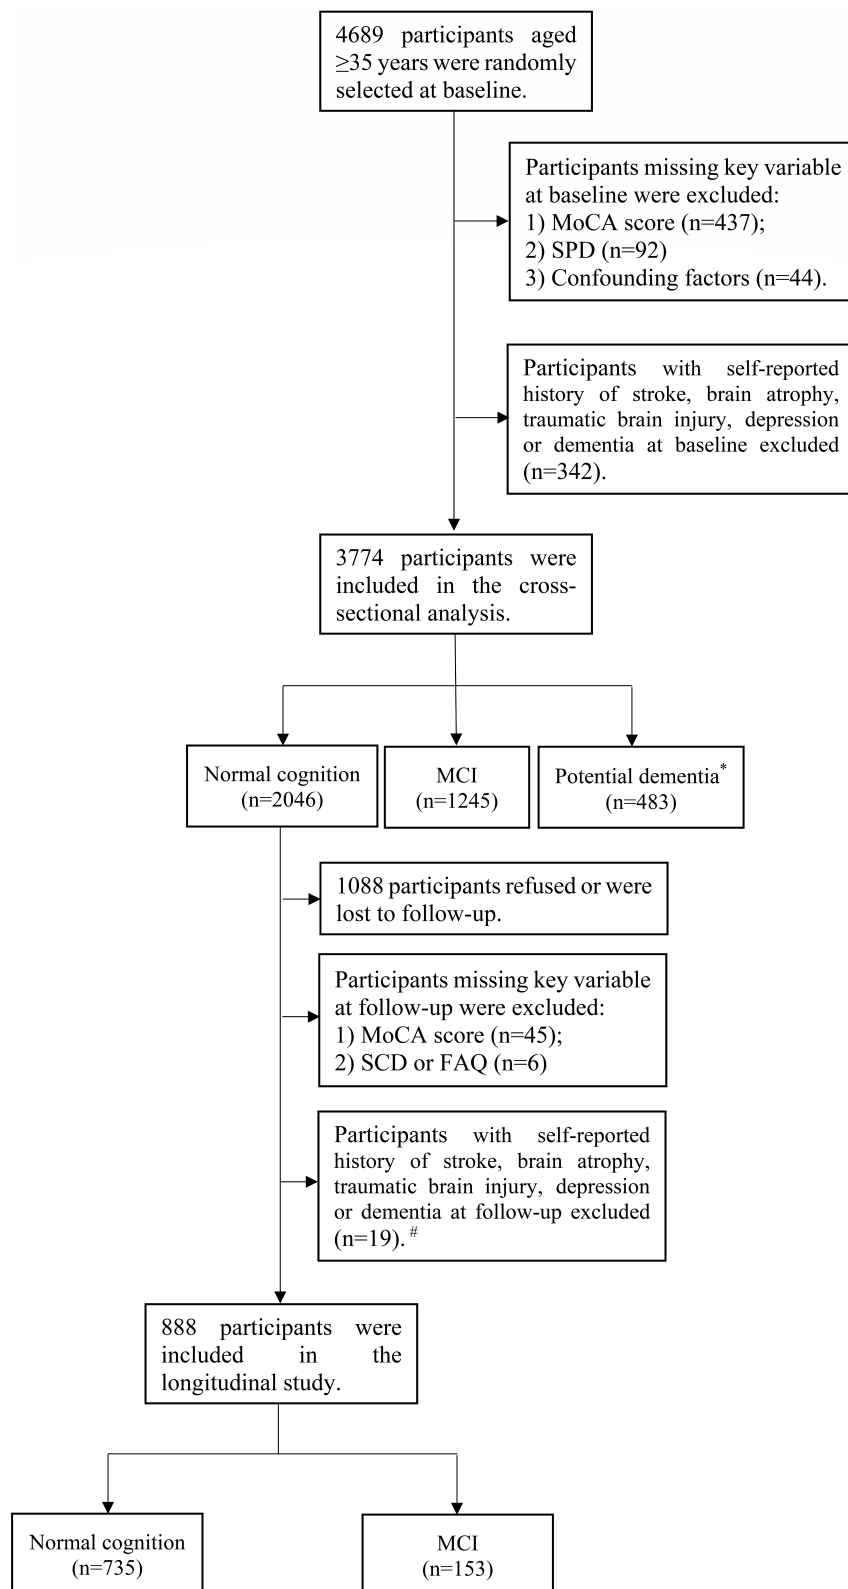 4689 participants aged
≥35 years were randomly
selected at baseline.
Participants missing key variable
at baseline were excluded:
1) MoCA score (n=437);
2) SPD (n=92)
3) Confounding factors (n=44).
Participants with self-reported
history of stroke, brain atrophy,
traumatic brain injury, depression
or dementia at baseline excluded
(n=342).
3774 participants were
included in the cross-
sectional analysis.
Normal cognition
(n=2046)
MCI
(n=1245)
Potential dementia*
(n=483)
1088 participants refused or were
lost to follow-up.
Participants missing key variable
at follow-up were excluded:
1) MoCA score (n=45);
2) SCD or FAQ (n=6)
Participants with self-reported
history of stroke, brain atrophy,
traumatic brain injury, depression
or dementia at follow-up excluded
(n=19). #
888 participants were
included in the
longitudinal study.
Normal cognition
(n=735)
MCI
(n=153)